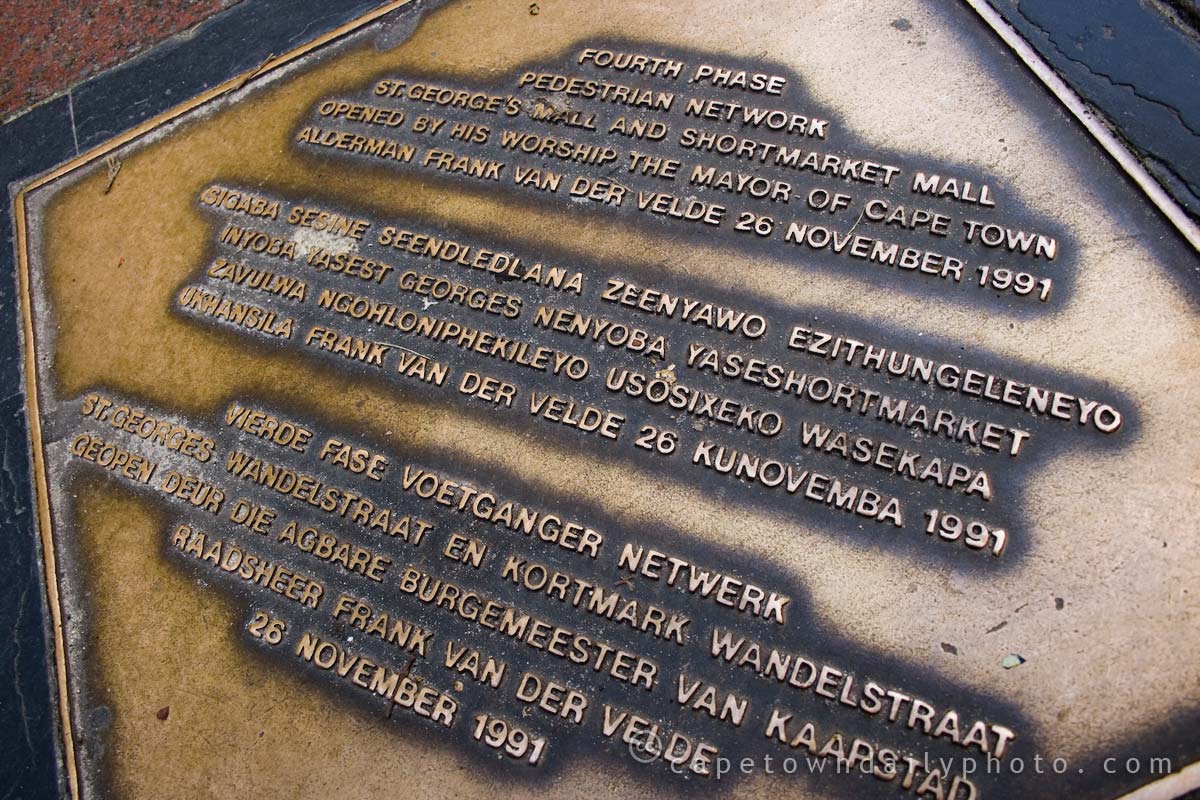 FOURTH PHASE
PEDESTRIAN NETWORK
ST.GEORGE'S MALL AND SHORTMARKET MALL
OPENED BY HIS WORSHIP THE MAYOR OF CAPE TOWN
ALDERMAN FRANK VAN DER VELDE 26 NOVEMBER 1991
ISIGABA SESINE SEENDLEDLANA ZEENYAWO EZITHUNGELENEYO
INYOBA YASEST GEORGES NENYOBA YASESHORTMARKET
ZAVULWA NGOHLONIPHEKILEYO USOSIXEKO WASEKAPA
UKHANSILA FRANK VAN DER VELDE 26 KUNOVEMBA 1991
VIERDE FASE VOETGANGER NETWERK
ST.GEORGES WANDELSTRAAT EN KORTMARK WANDELSTRAAT
GEOPEN DEUR DIE AGBARE BURGEMEESTER VAN KAAPSTAD
RAADSHEER FRANK VAN DER VELDE
26 NOVEMBER 1991
© capetowndailyphoto.com